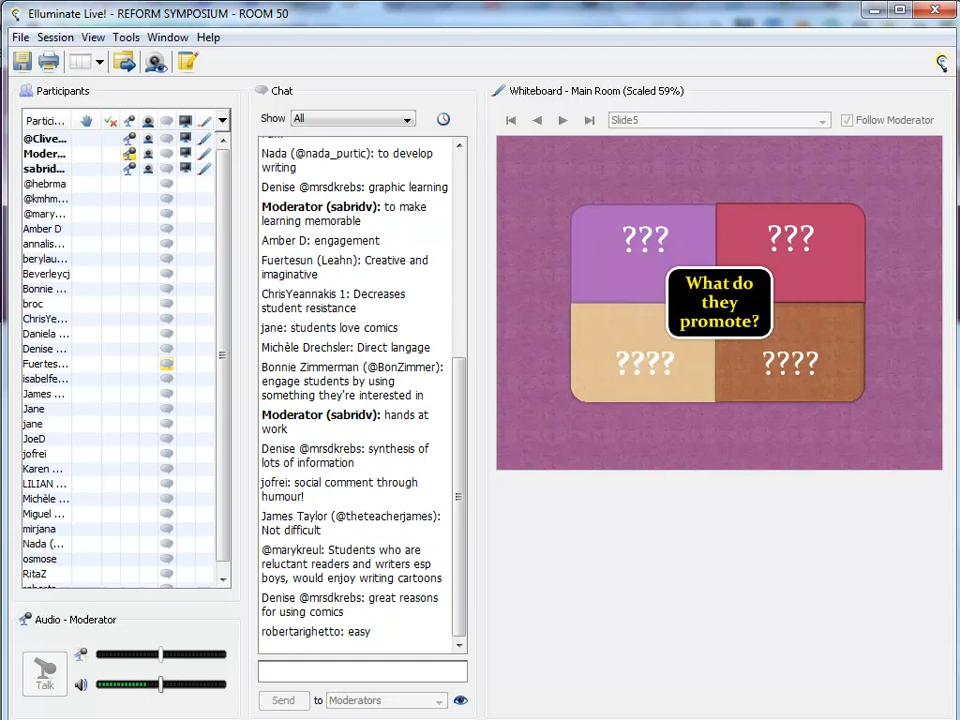 Elluminate Live! - REFORM SYMPOSIUM - ROOM 50
File Session View Tools Window Help
Participants
Partici...
@Clive...
Moder...
sabrid...
@hebrma
@kmhm...
@mary...
Amber D
annalis...
berylau...
Beverleycj
Bonnie ...
broc
ChrisYe...
Daniela ...
Denise ...
Fuertes...
isabelfe...
James ...
Jane
jane
JoeD
jofrei
Karen ...
LILIAN ...
Michèle ...
Miguel ...
mirjana
Nada (...
osmose
RitaZ
Audio - Moderator
Talk
Chat
Show All
Nada (@nada_purtic): to develop
writing
Denise @mrsdkrebs: graphic learning
Moderator (sabridv): to make
learning memorable
Amber D: engagement
Fuertesun (Leahn): Creative and
imaginative
ChrisYeannakis 1: Decreases
student resistance
jane: students love comics
Michèle Drechsler: Direct langage
Bonnie Zimmerman (@BonZimmer):
engage students by using
something they're interested in
Moderator (sabridv): hands at
work
Denise @mrsdkrebs: synthesis of
lots of information
jofrei: social comment through
humour!
James Taylor (@theteacherjames):
Not difficult
@marykreul: Students who are
reluctant readers and writers esp
boys, would enjoy writing cartoons
Denise @mrsdkrebs: great reasons
for using comics
robertarighetto: easy
Send to Moderators
Whiteboard - Main Room (Scaled 59%)
Slide5 Follow Moderator
??? ???
What do
they
promote?
???? ????